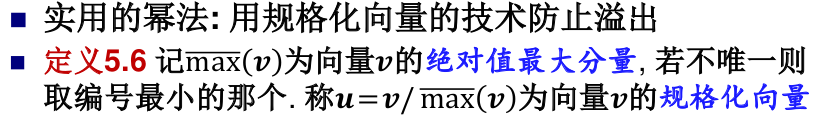 ■ 实用的幂法: 用规格化向量的技术防止溢出
■ 定义5.6 记$\overline{\max}(\boldsymbol{v})$为向量$\boldsymbol{v}$的绝对值最大分量, 若不唯一则
取编号最小的那个. 称$\boldsymbol{u}=\boldsymbol{v}/\overline{\max}(\boldsymbol{v})$为向量$\boldsymbol{v}$的规格化向量